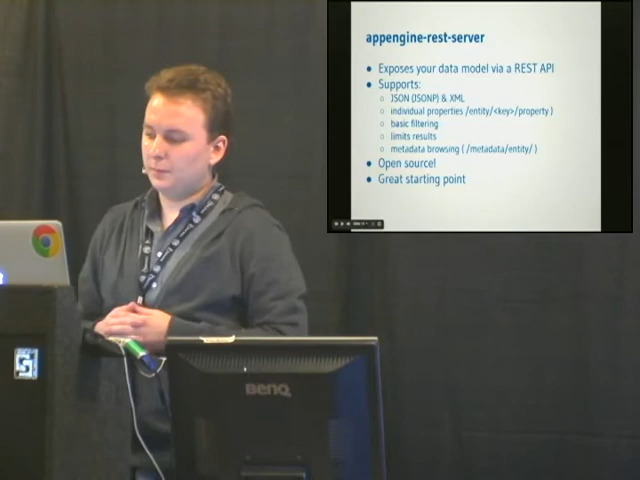 appengine-rest-server
• Exposes your data model via a REST API
• Supports:
○ JSON (JSONP) & XML
○ individual properties /entity/<key>/property )
○ basic filtering
○ limits results
○ metadata browsing ( /metadata/entity/ )
• Open source!
• Great starting point
BenQ